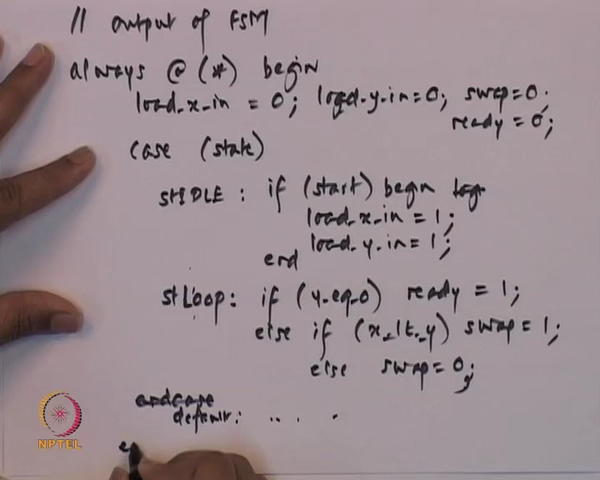 // output of FSM
always @ (*) begin
load_x_in = 0; load_y_in=0; swap=0;
ready = 0;
case (state)
stIDLE : if (start) begin
load_x_in = 1;
load_y_in = 1;
end
stLoop: if (y_eq_0) ready = 1;
else if (x_lt_y) swap = 1;
else swap = 0;
endcase
default: .. . .
NPTEL